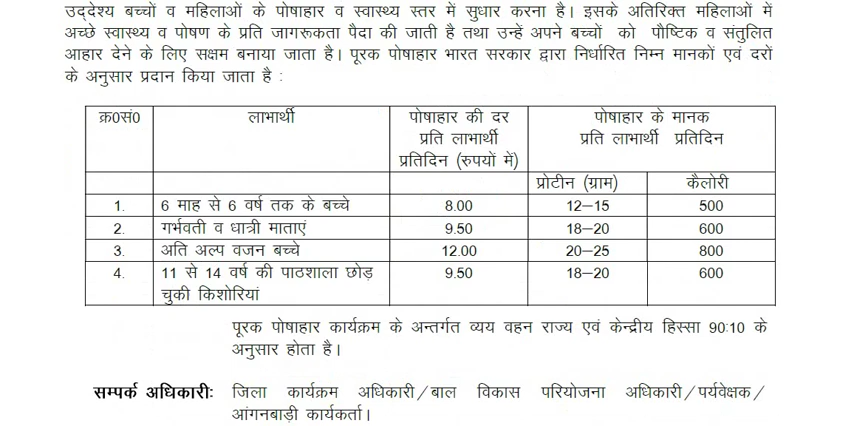 उद्देश्य बच्चों व महिलाओं के पोषाहार व स्वास्थ्य स्तर में सुधार करना है। इसके अतिरिक्त महिलाओं में
अच्छे स्वास्थ्य व पोषण के प्रति जागरूकता पैदा की जाती है तथा उन्हें अपने बच्चों को पौष्टिक व संतुलित
आहार देने के लिए सक्षम बनाया जाता है। पूरक पोषाहार भारत सरकार द्वारा निर्धारित निम्न मानकों एवं दरों
के अनुसार प्रदान किया जाता है :
क्र0सं0 लाभार्थी पोषाहार की दर पोषाहार के मानक
प्रति लाभार्थी प्रति लाभार्थी प्रतिदिन
प्रतिदिन (रुपयों में)
प्रोटीन (ग्राम) कैलोरी
1. 6 माह से 6 वर्ष तक के बच्चे 8.00 12–15 500
2. गर्भवती व धात्री माताएं 9.50 18–20 600
3. अति अल्प वजन बच्चे 12.00 20–25 800
4. 11 से 14 वर्ष की पाठशाला छोड़ 9.50 18–20 600
चुकी किशोरियां
पूरक पोषाहार कार्यक्रम के अन्तर्गत व्यय वहन राज्य एवं केन्द्रीय हिस्सा 90:10 के
अनुसार होता है।
सम्पर्क अधिकारी: जिला कार्यक्रम अधिकारी/बाल विकास परियोजना अधिकारी/पर्यवेक्षक/
आंगनबाड़ी कार्यकर्ता।